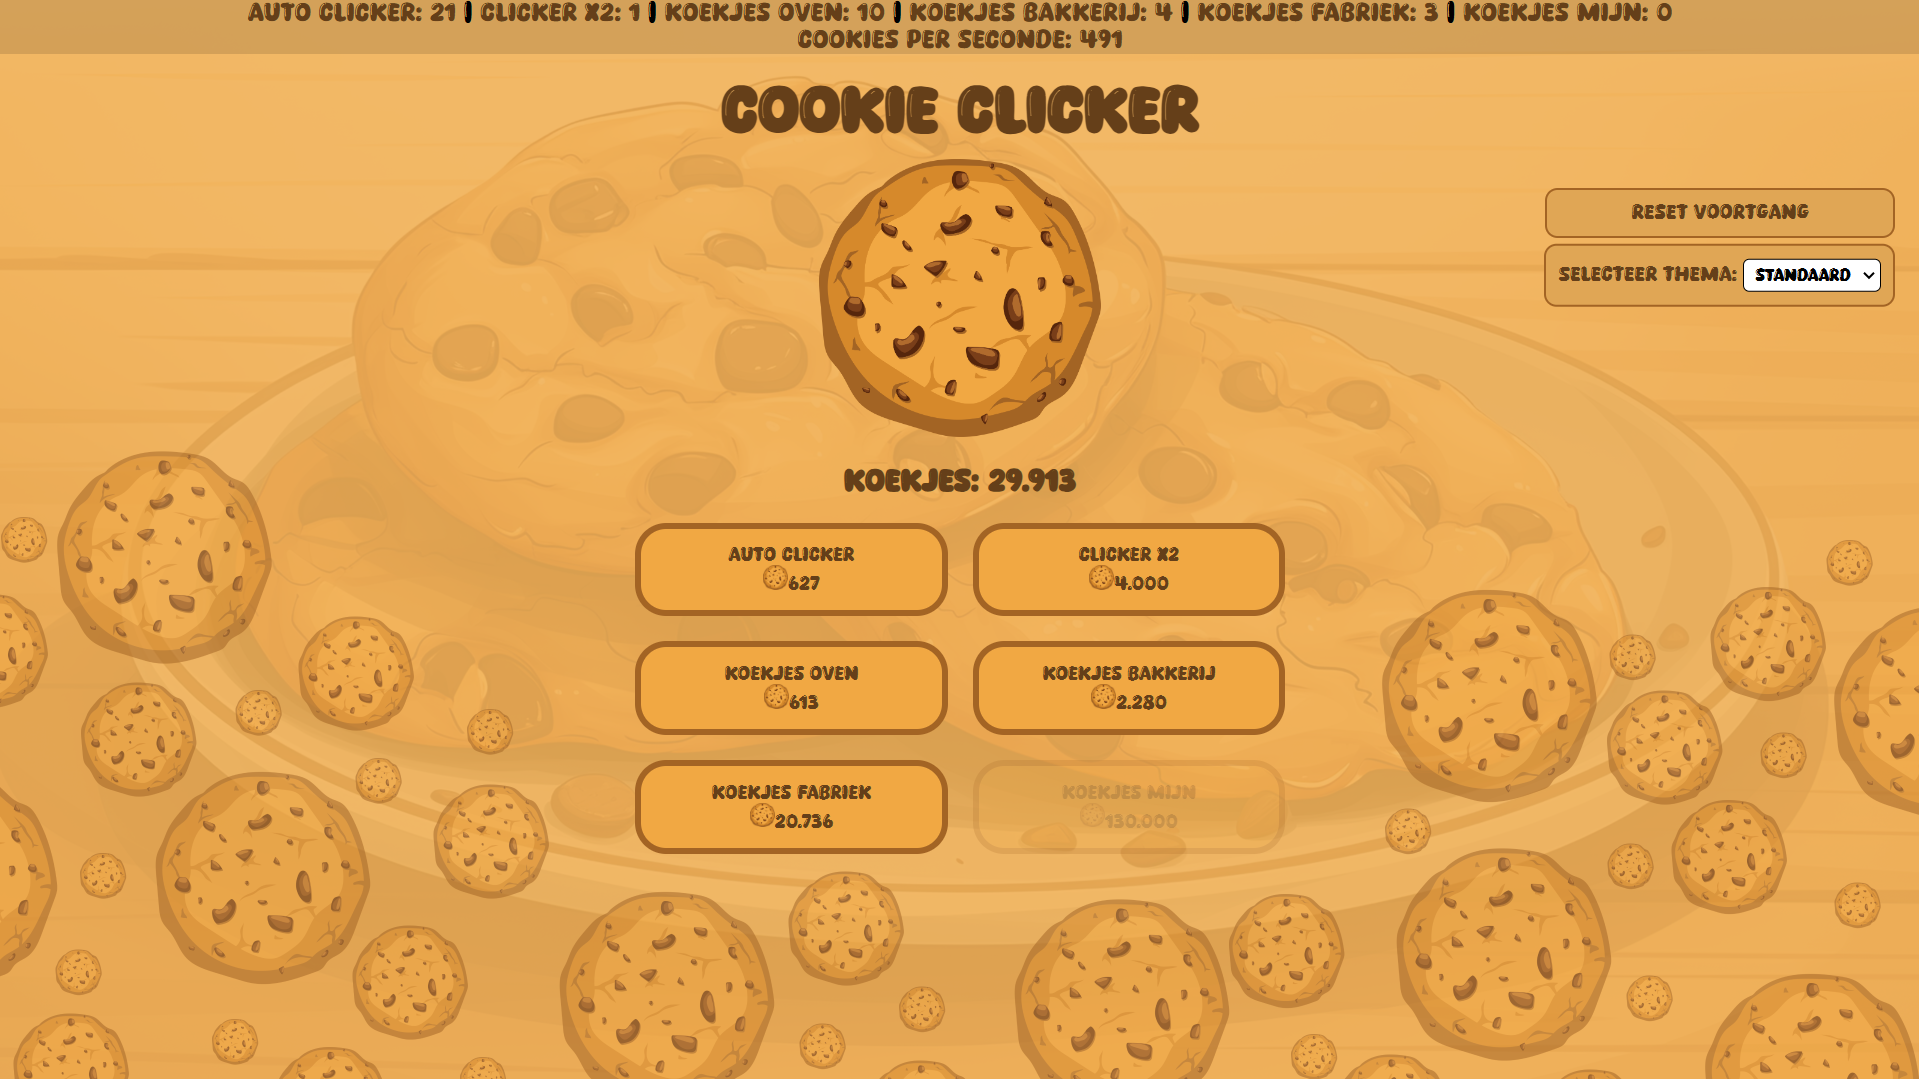 AUTO CLICKER: 21 | CLICKER X2: 1 | KOEKJES OVEN: 10 | KOEKJES BAKKERIJ: 4 | KOEKJES FABRIEK: 3 | KOEKJES MIJN: 0
COOKIES PER SECONDE: 491
COOKIE CLICKER
RESET VOORTGANG
SELECTEER THEMA: STANDAARD
KOEKJES: 29.913
AUTO CLICKER
627
CLICKER X2
4.000
KOEKJES OVEN
613
KOEKJES BAKKERIJ
2.280
KOEKJES FABRIEK
20.736
KOEKJES MIJN
130.000